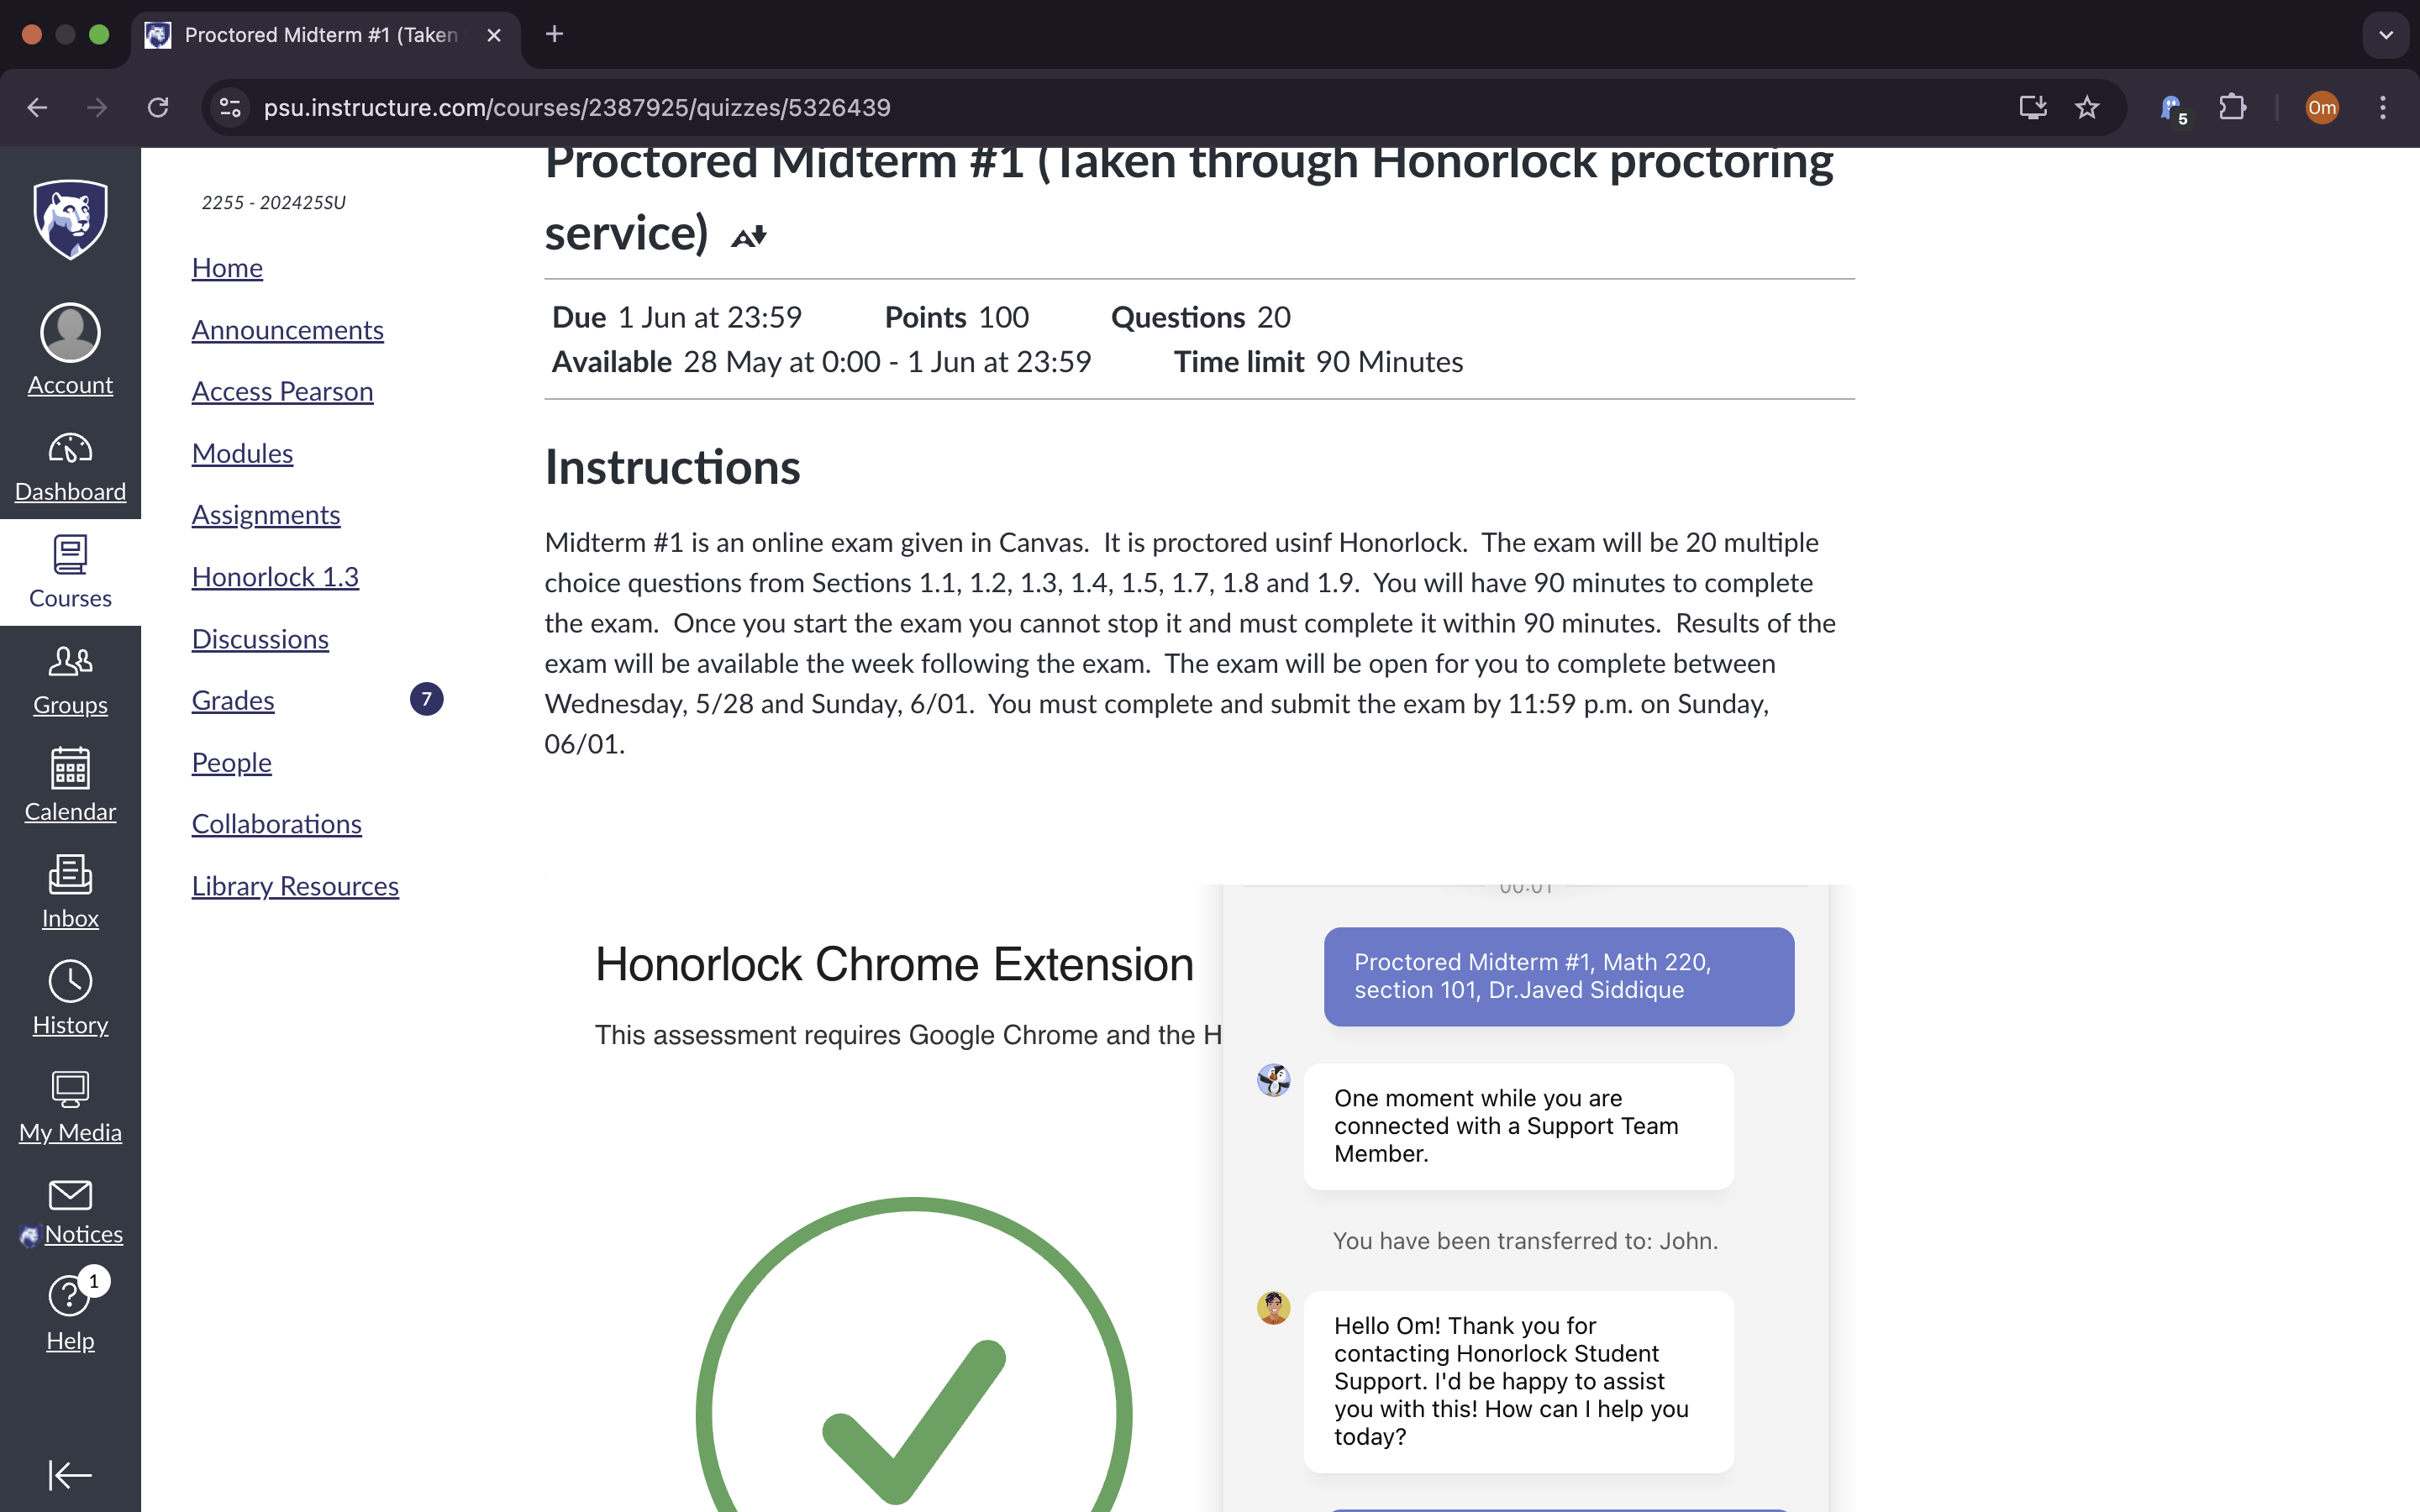 Proctored Midterm #1 (Taken
psu.instructure.com/courses/2387925/quizzes/5326439
5
Om
Account
Dashboard
Courses
Groups
Calendar
Inbox
History
My Media
Notices
1
Help
2255 - 202425SU
Home
Announcements
Access Pearson
Modules
Assignments
Honorlock 1.3
Discussions
Grades
7
People
Collaborations
Library Resources
Proctored Midterm #1 (Taken through Honorlock proctoring
service)
Due 1 Jun at 23:59 Points 100 Questions 20
Available 28 May at 0:00 - 1 Jun at 23:59 Time limit 90 Minutes
Instructions
Midterm #1 is an online exam given in Canvas. It is proctored usinf Honorlock. The exam will be 20 multiple
choice questions from Sections 1.1, 1.2, 1.3, 1.4, 1.5, 1.7, 1.8 and 1.9. You will have 90 minutes to complete
the exam. Once you start the exam you cannot stop it and must complete it within 90 minutes. Results of the
exam will be available the week following the exam. The exam will be open for you to complete between
Wednesday, 5/28 and Sunday, 6/01. You must complete and submit the exam by 11:59 p.m. on Sunday,
06/01.
Honorlock Chrome Extension
This assessment requires Google Chrome and the H
00:01
Proctored Midterm #1, Math 220,
section 101, Dr.Javed Siddique
One moment while you are
connected with a Support Team
Member.
You have been transferred to: John.
Hello Om! Thank you for
contacting Honorlock Student
Support. I'd be happy to assist
you with this! How can I help you
today?